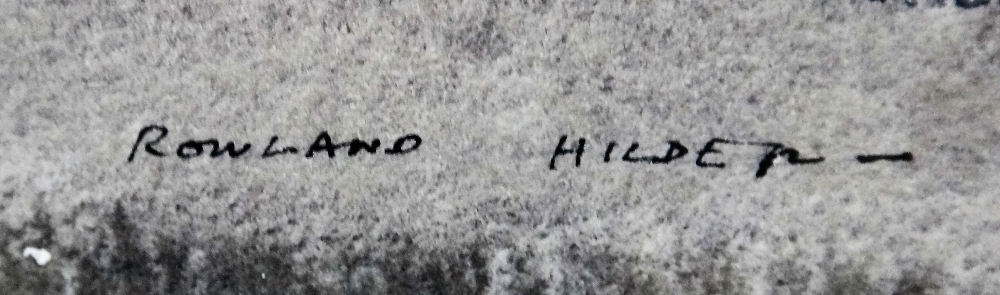 ROWLAND HILDER —